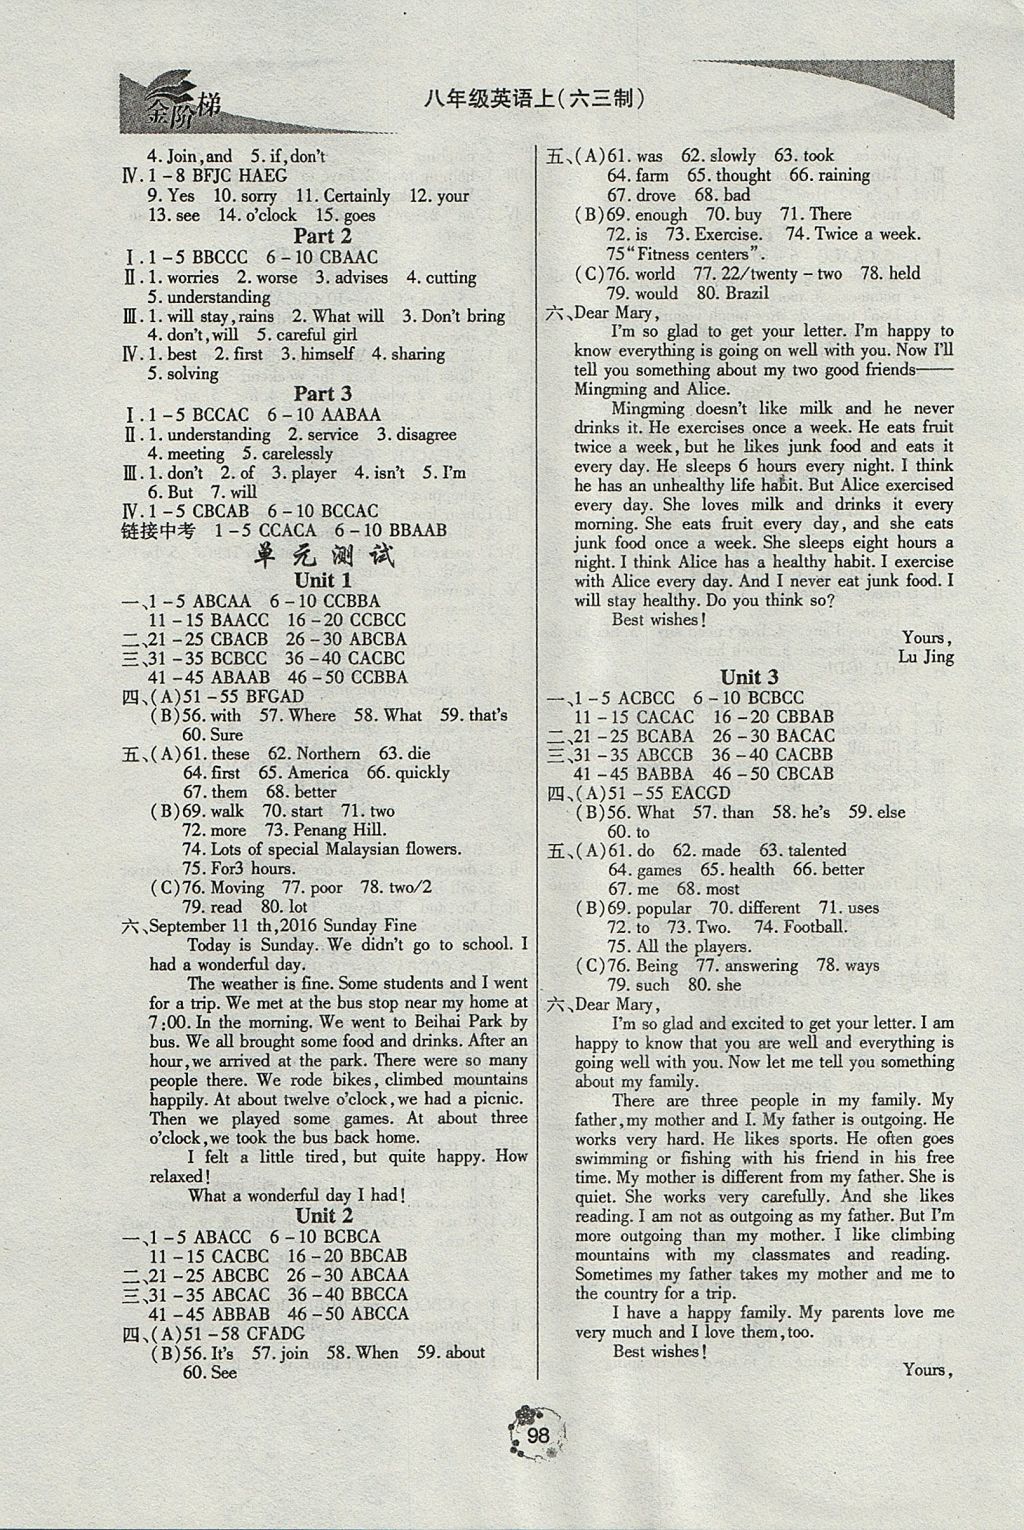 金阶梯
八年级英语上(六三制)
4. Join,and 5. if,don't
Ⅳ. 1-8 BFJC HAEG
9. Yes 10. sorry 11. Certainly 12. your
13. see 14. o'clock 15. goes
Part 2
Ⅰ. 1-5 BBCCC 6-10 CBAAC
Ⅱ. 1. worries 2. worse 3. advises 4. cutting
5. understanding
Ⅲ. 1. will stay,rains 2. What will 3. Don't bring
4. don't,will 5. careful girl
Ⅳ. 1. best 2. first 3. himself 4. sharing
5. solving
Part 3
Ⅰ. 1-5 BCCAC 6-10 AABAA
Ⅱ. 1. understanding 2. service 3. disagree
4. meeting 5. carelessly
Ⅲ. 1. don't 2. of 3. player 4. isn't 5. I'm
6. But 7. will
Ⅳ. 1-5 CBCAB 6-10 BCCAC
链接中考 1-5 CCACA 6-10 BBAAB
单元测试
Unit 1
一、1-5 ABCAA 6-10 CCBBA
11-15 BAACC 16-20 CCBCC
二、21-25 CBACB 26-30 ABCBA
三、31-35 BCBCC 36-40 CACBC
41-45 ABAAB 46-50 CCBBA
四、(A)51-55 BFGAD
(B)56. with 57. Where 58. What 59. that's
60. Sure
五、(A)61. these 62. Northern 63. die
64. first 65. America 66. quickly
67. them 68. better
(B)69. walk 70. start 71. two
72. more 73. Penang Hill.
74. Lots of special Malaysian flowers.
75. For3 hours.
(C)76. Moving 77. poor 78. two/2
79. read 80. lot
六、September 11 th,2016 Sunday Fine
Today is Sunday. We didn't go to school. I
had a wonderful day.
The weather is fine. Some students and I went
for a trip. We met at the bus stop near my home at
7:00. In the morning. We went to Beihai Park by
bus. We all brought some food and drinks. After an
hour,we arrived at the park. There were so many
people there. We rode bikes,climbed mountains
happily. At about twelve o'clock,we had a picnic.
Then we played some games. At about three
o'clock,we took the bus back home.
I felt a little tired,but quite happy. How
relaxed!
What a wonderful day I had!
Unit 2
一、1-5 ABACC 6-10 BCBCA
11-15 CACBC 16-20 BBCAB
二、21-25 ABCBC 26-30 ABCAA
三、31-35 ABCAC 36-40 BBCCA
41-45 ABBAB 46-50 ABCCA
四、(A)51-58 CFADG
(B)56. It's 57. join 58. When 59. about
60. See
五、(A)61. was 62. slowly 63. took
64. farm 65. thought 66. raining
67. drove 68. bad
(B)69. enough 70. buy 71. There
72. is 73. Exercise. 74. Twice a week.
75“Fitness centers”.
(C)76. world 77. 22/twenty-two 78. held
79. would 80. Brazil
六、Dear Mary,
I'm so glad to get your letter. I'm happy to
know everything is going on well with you. Now I'll
tell you something about my two good friends——
Mingming and Alice.
Mingming doesn't like milk and he never
drinks it. He exercises once a week. He eats fruit
twice a week,but he likes junk food and eats it
every day. He sleeps 6 hours every night. I think
he has an unhealthy life habit. But Alice exercised
every day. She loves milk and drinks it every
morning. She eats fruit every day,and she eats
junk food once a week. She sleeps eight hours a
night. I think Alice has a healthy habit. I exercise
with Alice every day. And I never eat junk food. I
will stay healthy. Do you think so?
Best wishes!
Yours,
Lu Jing
Unit 3
一、1-5 ACBCC 6-10 BCBCC
11-15 CACAC 16-20 CBBAB
二、21-25 BCABA 26-30 BACAC
三、31-35 ABCCB 36-40 CACBB
41-45 BABBA 46-50 CBCAB
四、(A)51-55 EACGD
(B)56. What 57. than 58. he's 59. else
60. to
五、(A)61. do 62. made 63. talented
64. games 65. health 66. better
67. me 68. most
(B)69. popular 70. different 71. uses
72. to 73. Two. 74. Football.
75. All the players.
(C)76. Being 77. answering 78. ways
79. such 80. she
六、Dear Mary,
I'm so glad and excited to get your letter. I am
happy to know that you are well and everything is
going well with you. Now let me tell you something
about my family.
There are three people in my family. My
father,my mother and I. My father is outgoing. He
works very hard. He likes sports. He often goes
swimming or fishing with his friend in his free
time. My mother is different from my father. She is
quiet. She works very carefully. And she likes
reading. I am not as outgoing as my father. But I'm
more outgoing than my mother. I like climbing
mountains with my classmates and reading.
Sometimes my father takes my mother and me to
the country for a trip.
I have a happy family. My parents love me
very much and I love them,too.
Best wishes!
Yours,
98